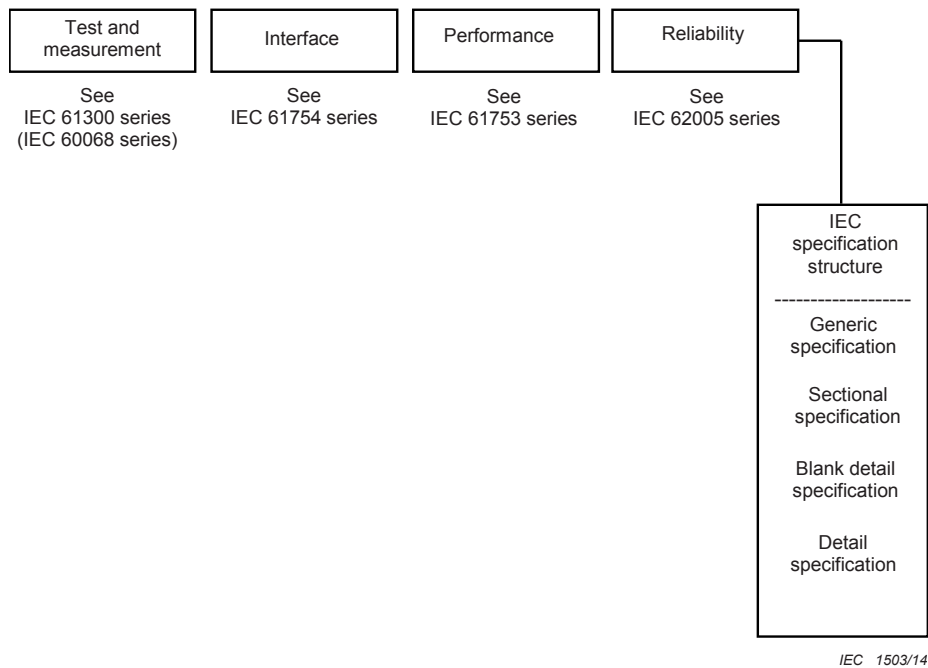 Test and
measurement
Interface
Performance
Reliability
See
IEC 61300 series
(IEC 60068 series)
See
IEC 61754 series
See
IEC 61753 series
See
IEC 62005 series
IEC
specification
structure
-------------------
Generic
specification
Sectional
specification
Blank detail
specification
Detail
specification
IEC 1503/14